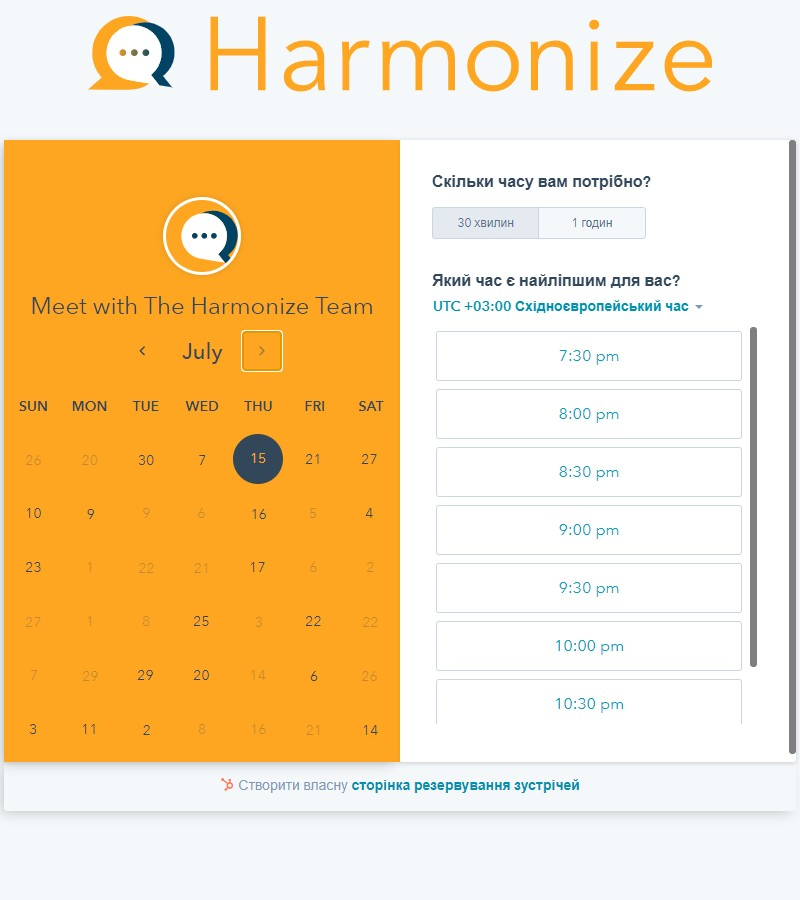 Harmonize
Meet with The Harmonize Team
July
SUN MON TUE WED THU FRI SAT
26 20 30 7 15 21 27
10 9 9 6 16 5 4
23 1 22 21 17 6 2
27 1 8 25 3 22 22
7 29 29 20 14 6 26
3 11 2 8 16 21 14
Скільки часу вам потрібно?
30 хвилин 1 годин
Який час є найліпшим для вас?
UTC +03:00 Східноєвропейський час
7:30 pm
8:00 pm
8:30 pm
9:00 pm
9:30 pm
10:00 pm
10:30 pm
Створити власну сторінка резервування зустрічей